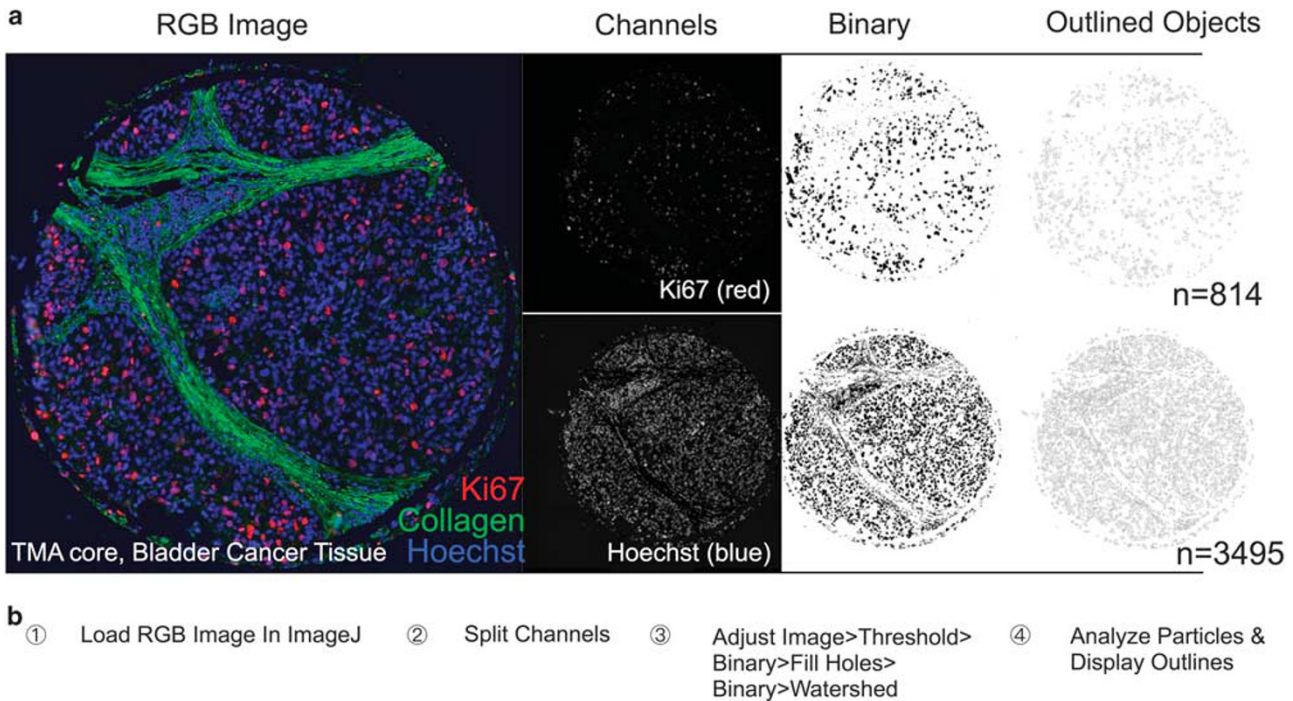 a
RGB Image
Channels
Binary
Outlined Objects
Ki67
Collagen
Hoechst
TMA core, Bladder Cancer Tissue
Ki67 (red)
n=814
Hoechst (blue)
n=3495
b
① Load RGB Image In ImageJ
② Split Channels
③ Adjust Image>Threshold>
Binary>Fill Holes>
Binary>Watershed
④ Analyze Particles &
Display Outlines